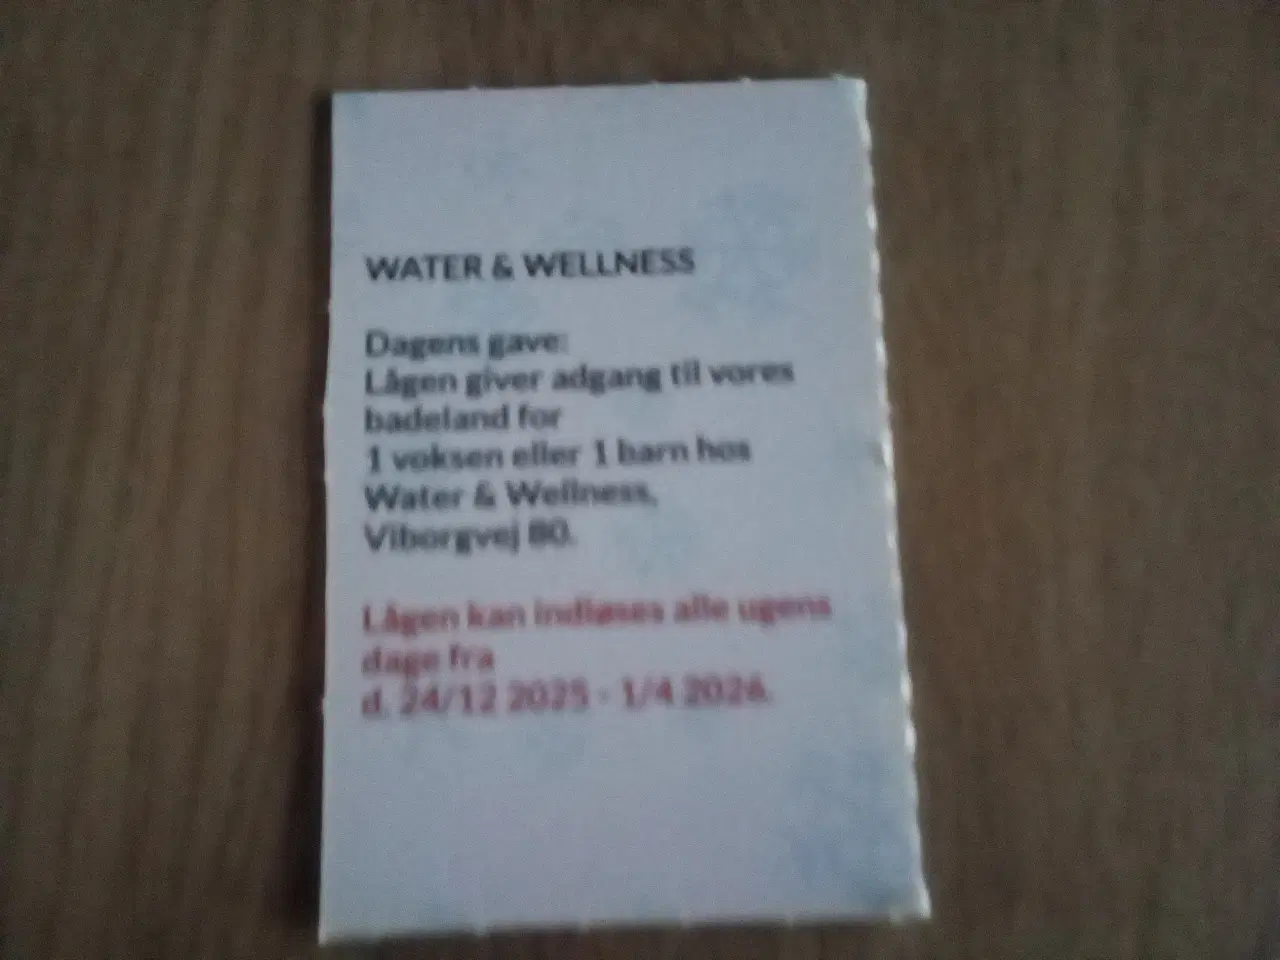 WATER & WELLNESS
Dagens gave:
Lågen giver adgang til vores
badeland for
1 voksen eller 1 barn hos
Water & Wellness,
Viborgvej 80.
Lågen kan indløses alle ugens
dage fra
d. 24/12 2025 - 1/4 2026.